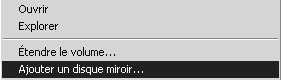 Ouvrir
Explorer
Étendre le volume...
Ajouter un disque miroir...